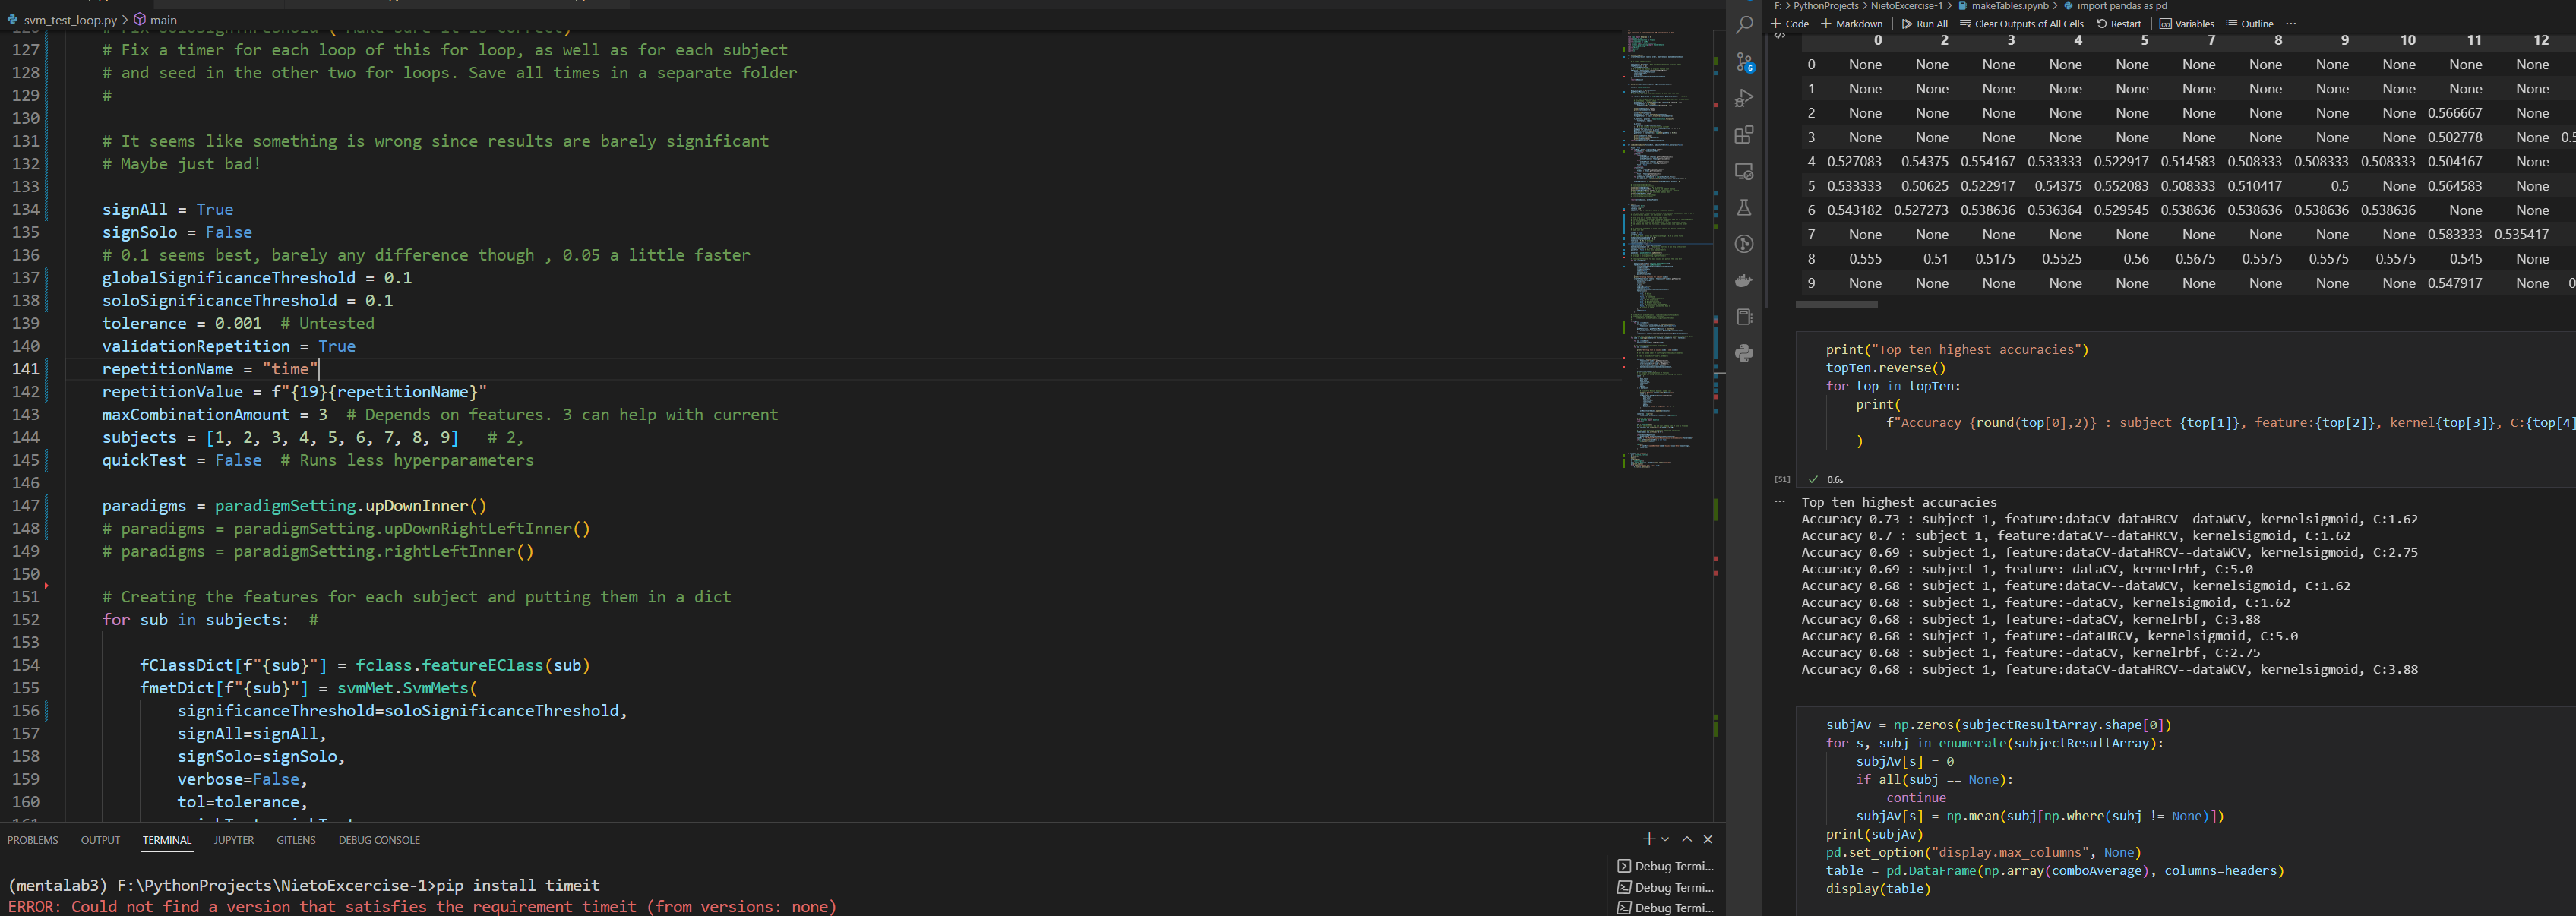 svm_test_loop.py > main
127 # Fix a timer for each loop of this for loop, as well as for each subject
128 # and seed in the other two for loops. Save all times in a separate folder
129 #
130
131 # It seems like something is wrong since results are barely significant
132 # Maybe just bad!
133
134 signAll = True
135 signSolo = False
136 # 0.1 seems best, barely any difference though , 0.05 a little faster
137 globalSignificanceThreshold = 0.1
138 soloSignificanceThreshold = 0.1
139 tolerance = 0.001  # Untested
140 validationRepetition = True
141 repetitionName = "time"
142 repetitionValue = f"{19}{repetitionName}"
143 maxCombinationAmount = 3  # Depends on features. 3 can help with current
144 subjects = [1, 2, 3, 4, 5, 6, 7, 8, 9]   # 2,
145 quickTest = False  # Runs less hyperparameters
146
147 paradigms = paradigmSetting.upDownInner()
148 # paradigms = paradigmSetting.upDownRightLeftInner()
149 # paradigms = paradigmSetting.rightLeftInner()
150
151 # Creating the features for each subject and putting them in a dict
152 for sub in subjects:  #
153
154 fClassDict[f"{sub}"] = fclass.featureEClass(sub)
155 fmetDict[f"{sub}"] = svmMet.SvmMets(
156 significanceThreshold=soloSignificanceThreshold,
157 signAll=signAll,
158 signSolo=signSolo,
159 verbose=False,
160 tol=tolerance,
PROBLEMS OUTPUT TERMINAL JUPYTER GITLENS DEBUG CONSOLE
(mentalab3) F:\PythonProjects\NietoExcercise-1>pip install timeit
ERROR: Could not find a version that satisfies the requirement timeit (from versions: none)
Debug Termi...
Debug Termi...
Debug Termi...
6
F: > PythonProjects > NietoExcercise-1 > makeTables.ipynb > import pandas as pd
Code Markdown Run All Clear Outputs of All Cells Restart Variables Outline ...
0 2 3 4 5 7 8 9 10 11 12
0 None None None None None None None None None None None
1 None None None None None None None None None None None
2 None None None None None None None None None 0.566667 None
3 None None None None None None None None None 0.502778 None 0.5
4 0.527083 0.54375 0.554167 0.533333 0.522917 0.514583 0.508333 0.508333 0.508333 0.504167 None
5 0.533333 0.50625 0.522917 0.54375 0.552083 0.508333 0.510417 0.5 None 0.564583 None
6 0.543182 0.527273 0.538636 0.536364 0.529545 0.538636 0.538636 0.538636 0.538636 None None
7 None None None None None None None None None 0.583333 0.535417
8 0.555 0.51 0.5175 0.5525 0.56 0.5675 0.5575 0.5575 0.5575 0.545 None
9 None None None None None None None None None 0.547917 None 0
print("Top ten highest accuracies")
topTen.reverse()
for top in topTen:
print(
f"Accuracy {round(top[0],2)} : subject {top[1]}, feature:{top[2]}, kernel{top[3]}, C:{top[4]
)
[51] 0.6s
Top ten highest accuracies
Accuracy 0.73 : subject 1, feature:dataCV-dataHRCV--dataWCV, kernelsigmoid, C:1.62
Accuracy 0.7 : subject 1, feature:dataCV--dataHRCV, kernelsigmoid, C:1.62
Accuracy 0.69 : subject 1, feature:dataCV-dataHRCV--dataWCV, kernelsigmoid, C:2.75
Accuracy 0.69 : subject 1, feature:-dataCV, kernelrbf, C:5.0
Accuracy 0.68 : subject 1, feature:dataCV--dataWCV, kernelsigmoid, C:1.62
Accuracy 0.68 : subject 1, feature:-dataCV, kernelsigmoid, C:1.62
Accuracy 0.68 : subject 1, feature:-dataCV, kernelrbf, C:3.88
Accuracy 0.68 : subject 1, feature:-dataHRCV, kernelsigmoid, C:5.0
Accuracy 0.68 : subject 1, feature:-dataCV, kernelrbf, C:2.75
Accuracy 0.68 : subject 1, feature:dataCV-dataHRCV--dataWCV, kernelsigmoid, C:3.88
subjAv = np.zeros(subjectResultArray.shape[0])
for s, subj in enumerate(subjectResultArray):
subjAv[s] = 0
if all(subj == None):
continue
subjAv[s] = np.mean(subj[np.where(subj != None)])
print(subjAv)
pd.set_option("display.max_columns", None)
table = pd.DataFrame(np.array(comboAverage), columns=headers)
display(table)